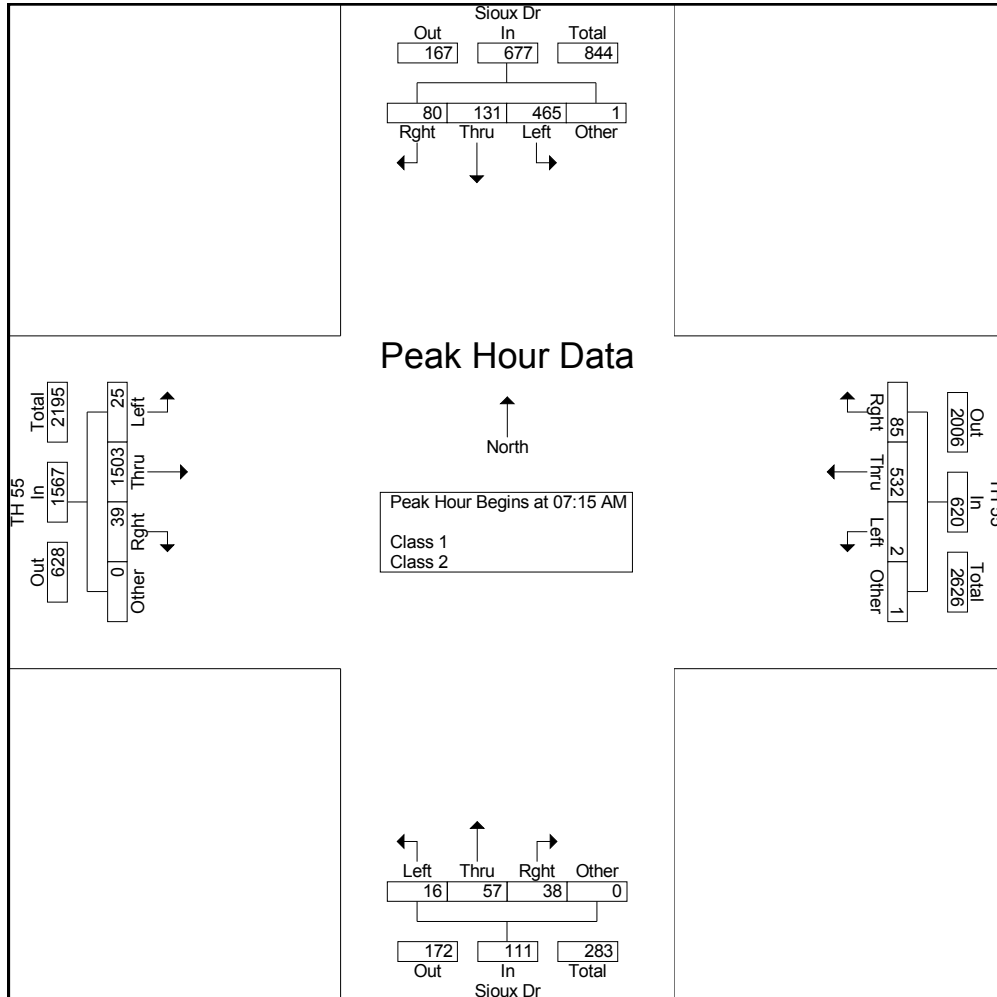 Sioux Dr
Out In Total
167 677 844
80 131 465 1
Rght Thru Left Other
Peak Hour Data
North
Peak Hour Begins at 07:15 AM
Class 1
Class 2
TH 55
Total In Out
2195 1567 628
25 1503 39 0
Left Thru Rght Other
Out In Total
2006 620 2626
85 532 2 1
Rght Thru Left Other
Left Thru Rght Other
16 57 38 0
172 111 283
Out In Total
Sioux Dr